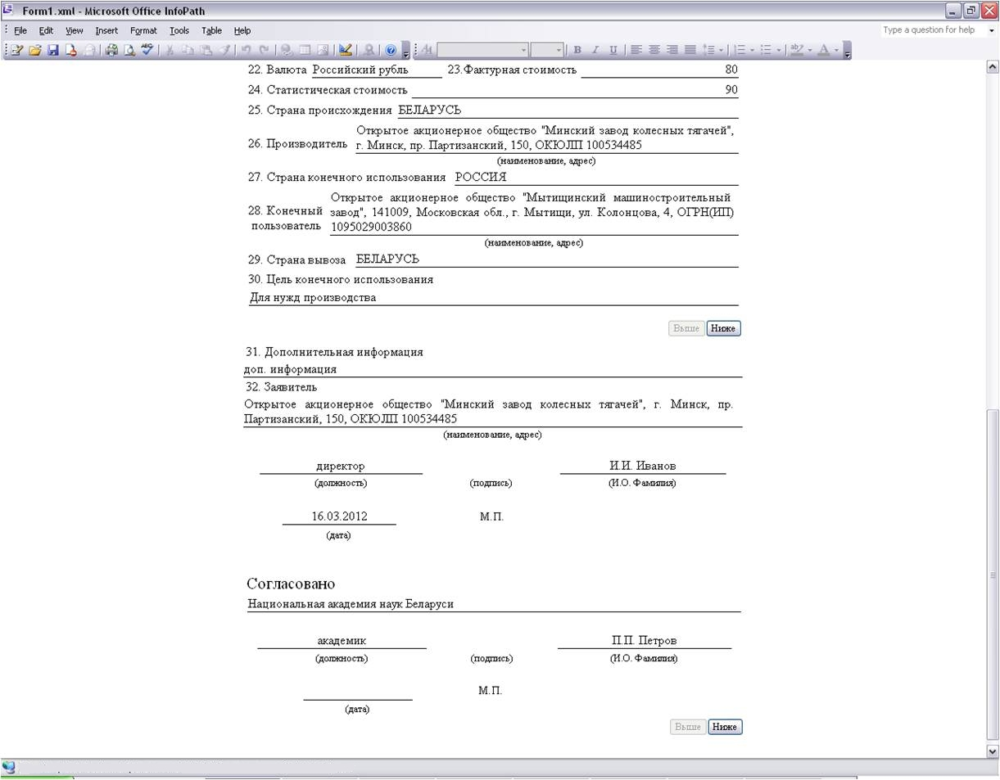 Form1.xml - Microsoft Office InfoPath
File Edit View Insert Format Tools Table Help
Type a question for help
22. Валюта Российский рубль 23.Фактурная стоимость 80
24. Статистическая стоимость 90
25. Страна происхождения БЕЛАРУСЬ
Открытое акционерное общество "Минский завод колесных тягачей",
26. Производитель г. Минск, пр. Партизанский, 150, ОКЮЛП 100534485
(наименование, адрес)
27. Страна конечного использования РОССИЯ
Открытое акционерное общество "Мытищинский машиностроительный
28. Конечный завод", 141009, Московская обл., г. Мытищи, ул. Колонцова, 4, ОГРН(ИП)
пользователь 1095029003860
(наименование, адрес)
29. Страна вывоза БЕЛАРУСЬ
30. Цель конечного использования
Для нужд производства
Выше Ниже
31. Дополнительная информация
доп. информация
32. Заявитель
Открытое акционерное общество "Минский завод колесных тягачей", г. Минск, пр.
Партизанский, 150, ОКЮЛП 100534485
(наименование, адрес)
директор И.И. Иванов
(должность) (подпись) (И.О. Фамилия)
16.03.2012 М.П.
(дата)
Согласовано
Национальная академия наук Беларуси
академик П.П. Петров
(должность) (подпись) (И.О. Фамилия)
М.П.
(дата)
Выше Ниже